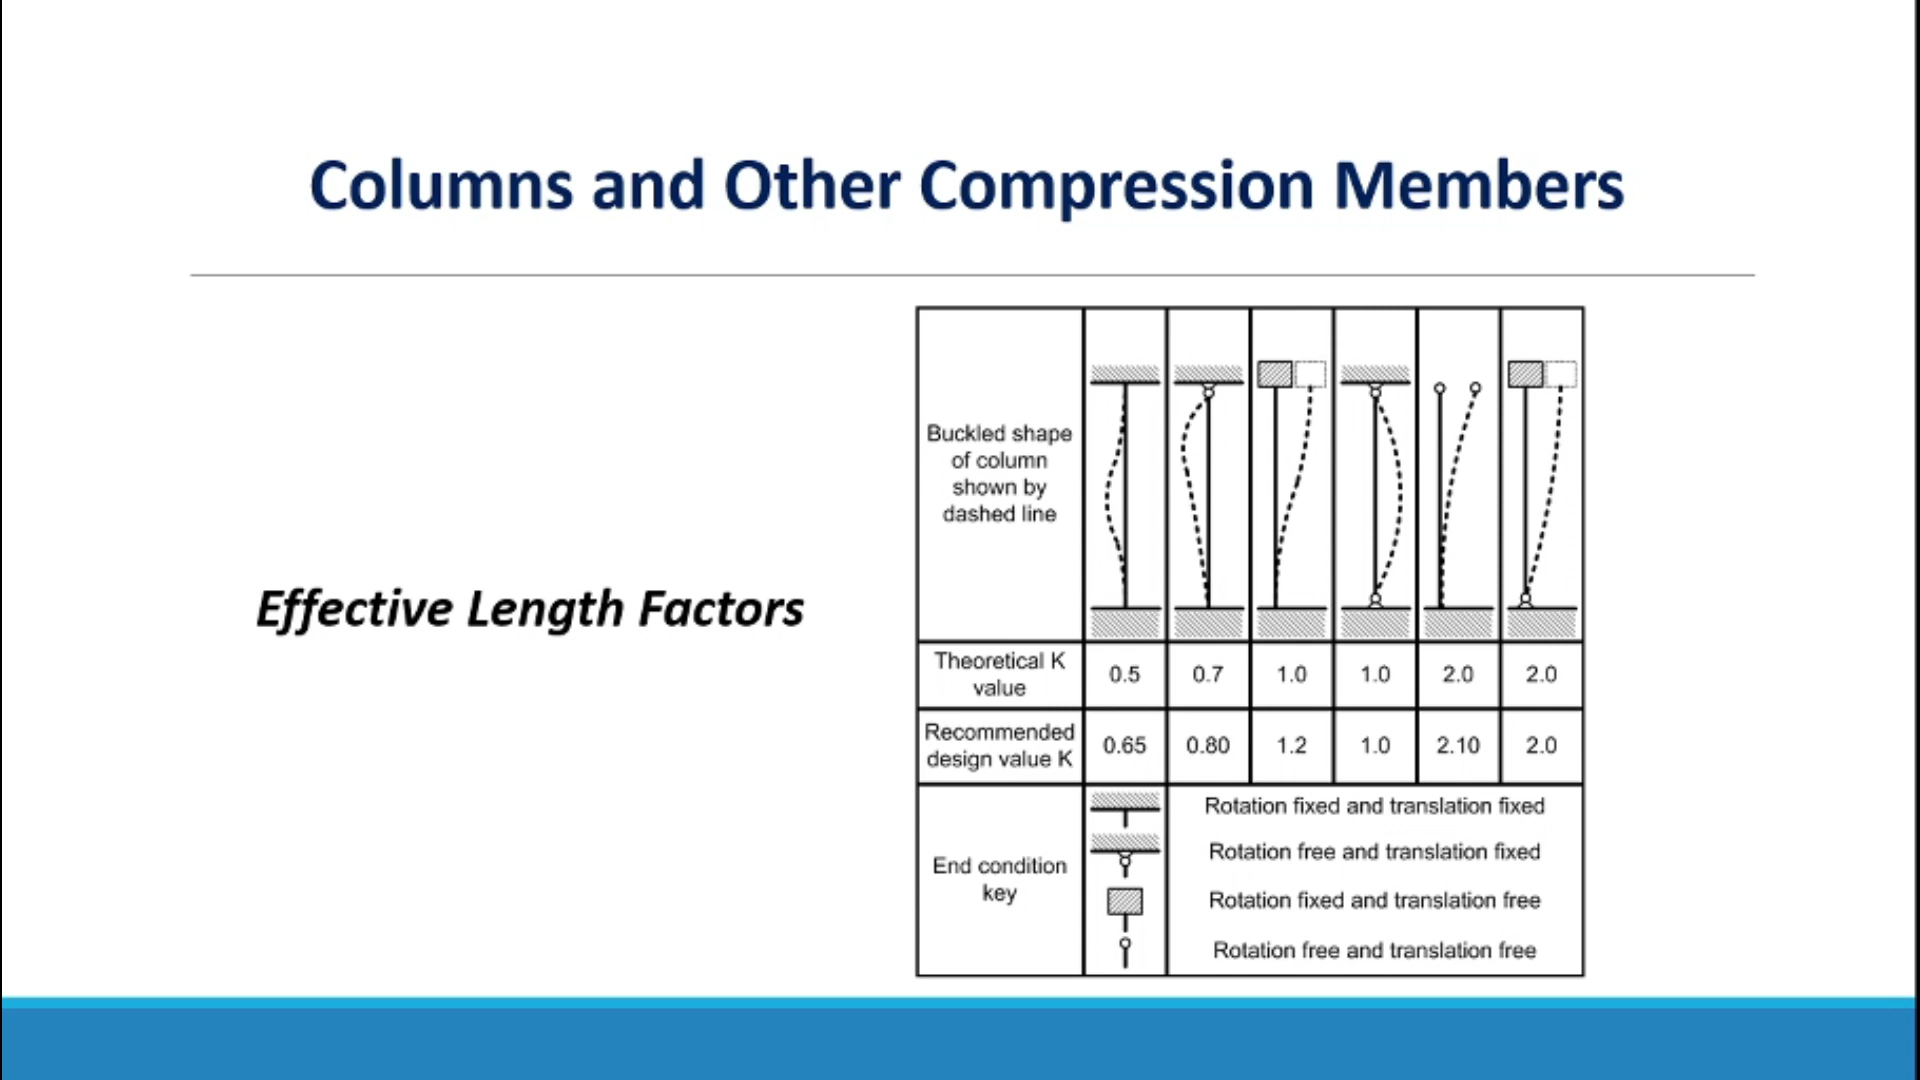 Columns and Other Compression Members
Effective Length Factors
Buckled shape
of column
shown by
dashed line
Theoretical K
value
0.5 0.7 1.0 1.0 2.0 2.0
Recommended
design value K
0.65 0.80 1.2 1.0 2.10 2.0
End condition
key
Rotation fixed and translation fixed
Rotation free and translation fixed
Rotation fixed and translation free
Rotation free and translation free